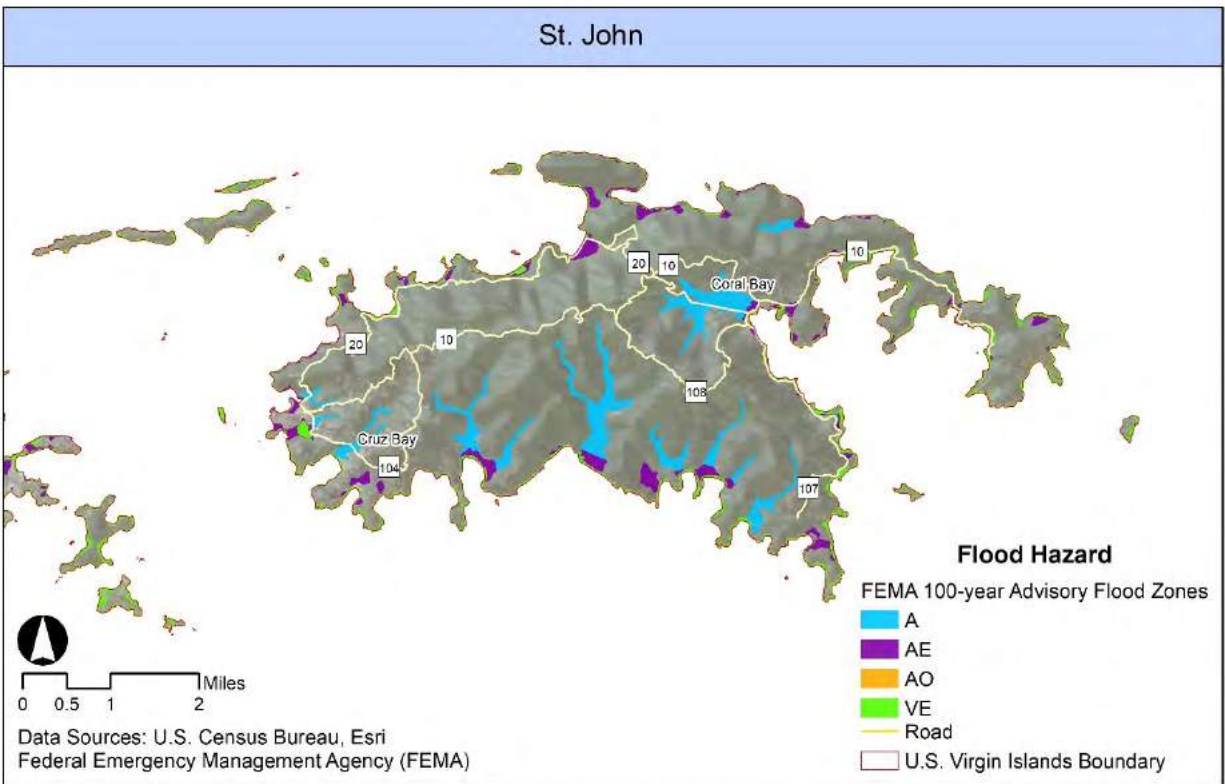 St. John
10
20
10
Coral Bay
20
10
108
Cruz Bay
104
107
Flood Hazard
FEMA 100-year Advisory Flood Zones
A
AE
AO
VE
Road
U.S. Virgin Islands Boundary
Miles
0 0.5 1 2
Data Sources: U.S. Census Bureau, Esri
Federal Emergency Management Agency (FEMA)